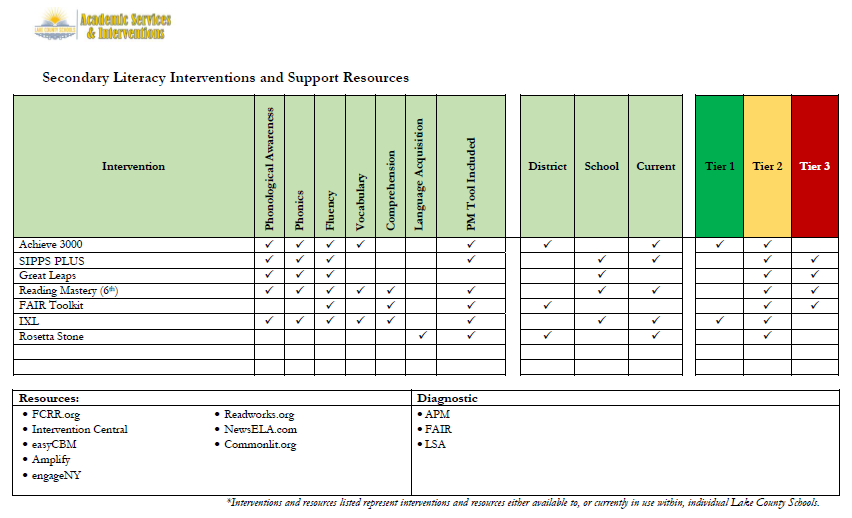 LAKE COUNTY SCHOOLS
Academic Services
& Interventions
Secondary Literacy Interventions and Support Resources
Intervention
Phonological Awareness
Phonics
Fluency
Vocabulary
Comprehension
Language Acquisition
PM Tool Included
District
School
Current
Tier 1
Tier 2
Tier 3
Achieve 3000 ✓ ✓ ✓ ✓ ✓ ✓ ✓ ✓ ✓
SIPPS PLUS ✓ ✓ ✓ ✓ ✓ ✓ ✓ ✓
Great Leaps ✓ ✓ ✓ ✓ ✓ ✓
Reading Mastery (6th) ✓ ✓ ✓ ✓ ✓ ✓ ✓ ✓ ✓ ✓
FAIR Toolkit ✓ ✓ ✓ ✓ ✓ ✓
IXL ✓ ✓ ✓ ✓ ✓ ✓ ✓ ✓ ✓ ✓
Rosetta Stone ✓ ✓ ✓ ✓ ✓
Resources:
• FCRR.org
• Intervention Central
• easyCBM
• Amplify
• engageNY
• Readworks.org
• NewsELA.com
• Commonlit.org
Diagnostic
• APM
• FAIR
• LSA
*Interventions and resources listed represent interventions and resources either available to, or currently in use within, individual Lake County Schools.